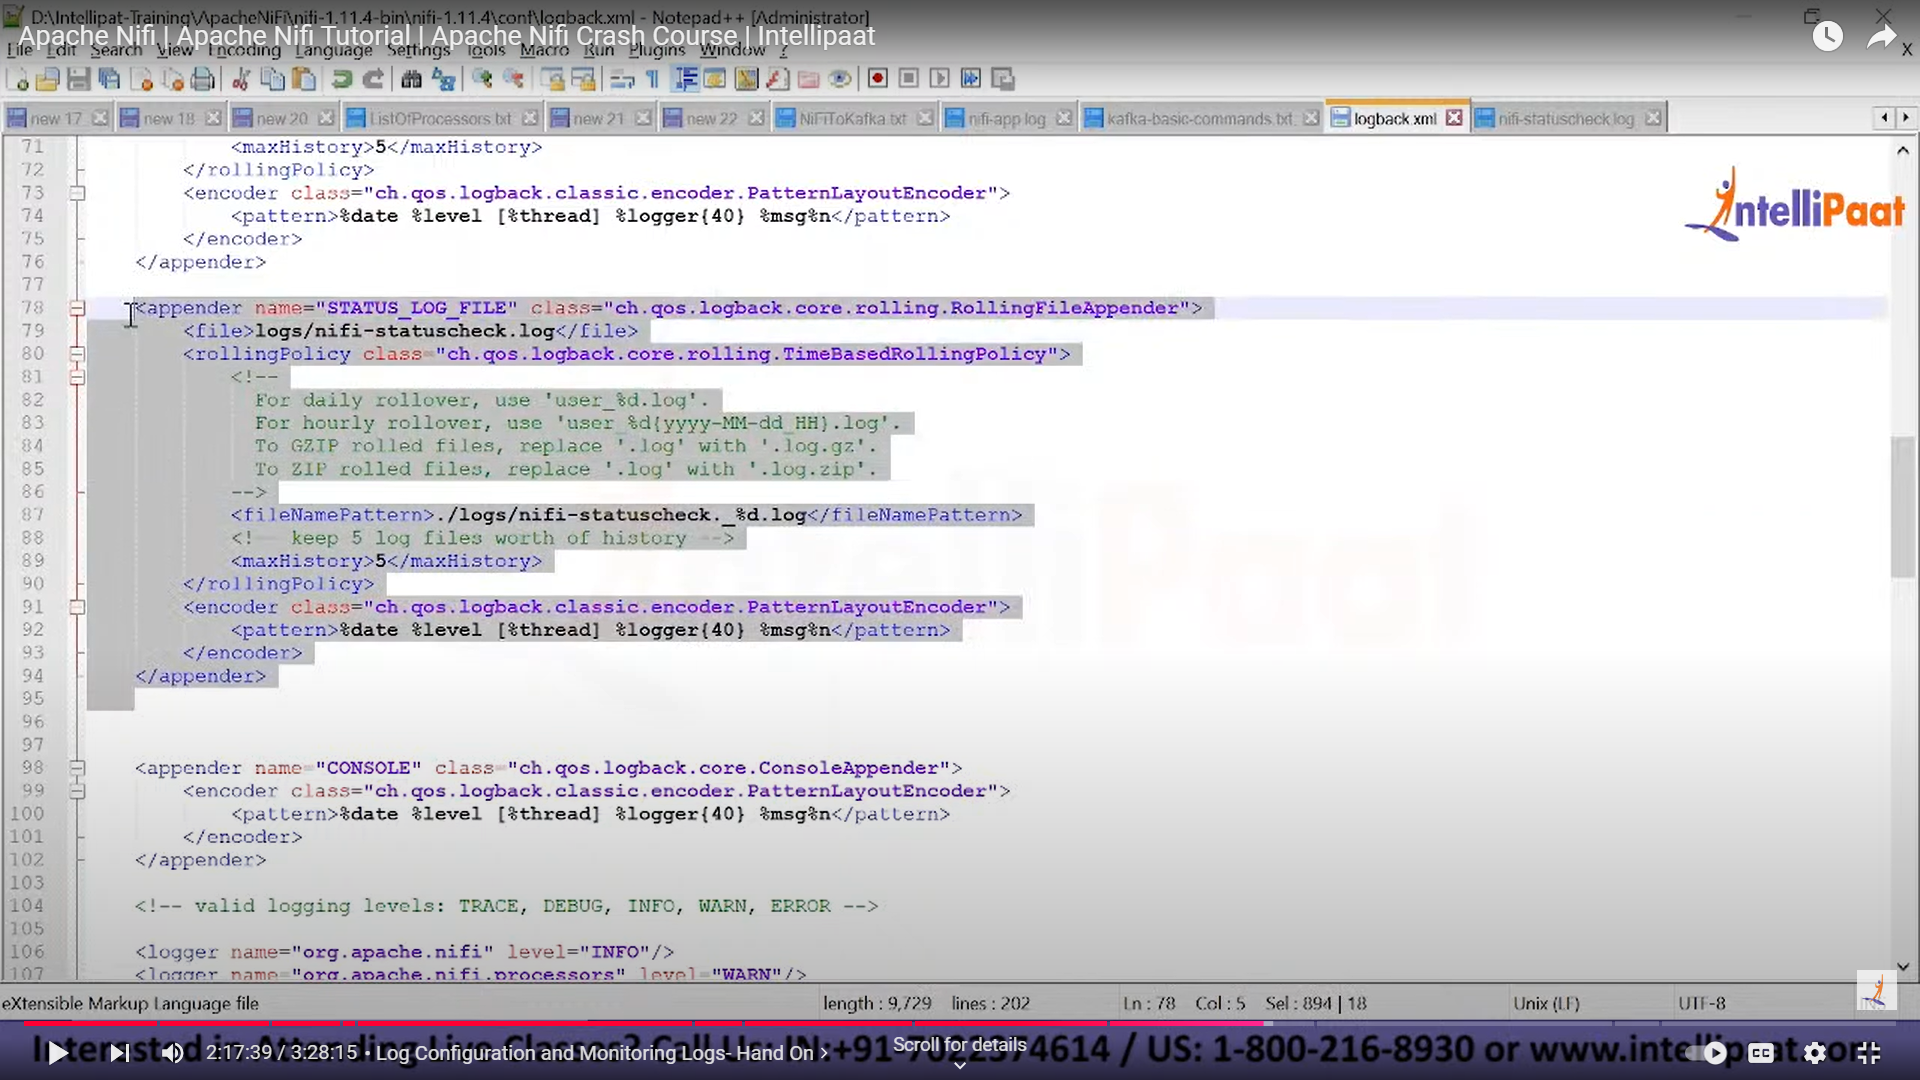 D:\Intellipat-Training\ApacheNiFi\nifi-1.11.4-bin\nifi-1.11.4\conf\logback.xml - Notepad++ [Administrator]
Apache Nifi | Apache Nifi Tutorial | Apache Nifi Crash Course | Intellipaat
File Edit Search View Encoding Language Settings Tools Macro Run Plugins Window ?
new 17 new 18 new 20 ListOfProcessors.txt new 21 new 22 NiFiToKafka.txt nifi-app.log kafka-basic-commands.txt logback.xml nifi-statuscheck.log
71 <maxHistory>5</maxHistory>
72 </rollingPolicy>
73 <encoder class="ch.qos.logback.classic.encoder.PatternLayoutEncoder">
74 <pattern>%date %level [%thread] %logger{40} %msg%n</pattern>
75 </encoder>
76 </appender>
77
78 <appender name="STATUS_LOG_FILE" class="ch.qos.logback.core.rolling.RollingFileAppender">
79 <file>logs/nifi-statuscheck.log</file>
80 <rollingPolicy class="ch.qos.logback.core.rolling.TimeBasedRollingPolicy">
81 <!--
82 For daily rollover, use 'user_%d.log'.
83 For hourly rollover, use 'user_%d{yyyy-MM-dd_HH}.log'.
84 To GZIP rolled files, replace '.log' with '.log.gz'.
85 To ZIP rolled files, replace '.log' with '.log.zip'.
86 -->
87 <fileNamePattern>./logs/nifi-statuscheck._%d.log</fileNamePattern>
88 <!-- keep 5 log files worth of history -->
89 <maxHistory>5</maxHistory>
90 </rollingPolicy>
91 <encoder class="ch.qos.logback.classic.encoder.PatternLayoutEncoder">
92 <pattern>%date %level [%thread] %logger{40} %msg%n</pattern>
93 </encoder>
94 </appender>
95
96
97
98 <appender name="CONSOLE" class="ch.qos.logback.core.ConsoleAppender">
99 <encoder class="ch.qos.logback.classic.encoder.PatternLayoutEncoder">
100 <pattern>%date %level [%thread] %logger{40} %msg%n</pattern>
101 </encoder>
102 </appender>
103
104 <!-- valid logging levels: TRACE, DEBUG, INFO, WARN, ERROR -->
105
106 <logger name="org.apache.nifi" level="INFO"/>
107 <logger name="org.apache.nifi.processors" level="WARN"/>
IntelliPaat
eXtensible Markup Language file length : 9,729 lines : 202 Ln : 78 Col : 5 Sel : 894 | 18 Unix (LF) UTF-8
4614 / US: 1-800-216-8930 or www.intellipaat.com
2:17:39 / 3:28:15 • Log Configuration and Monitoring Logs- Hand On
Scroll for details
CC